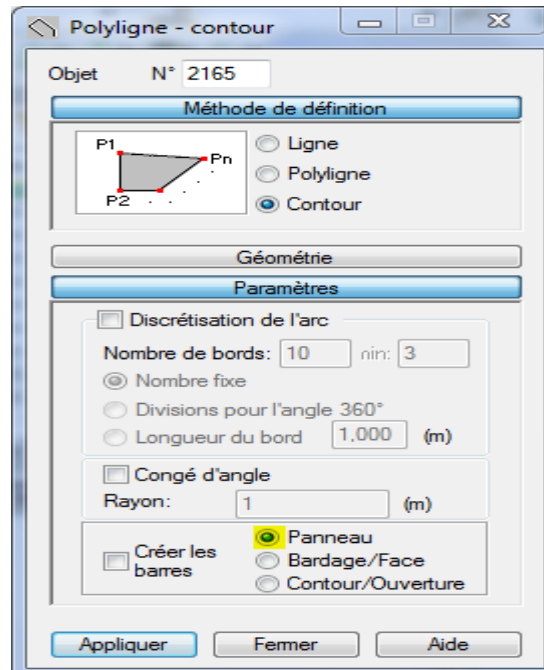 Polyligne - contour
Objet N° 2165
Méthode de définition
P1
Pn
P2 . . .
Ligne
Polyligne
Contour
Géométrie
Paramètres
Discrétisation de l'arc
Nombre de bords: 10 nin: 3
Nombre fixe
Divisions pour l'angle 360°
Longueur du bord 1,000 (m)
Congé d'angle
Rayon: 1 (m)
Créer les barres
Panneau
Bardage/Face
Contour/Ouverture
Appliquer Fermer Aide